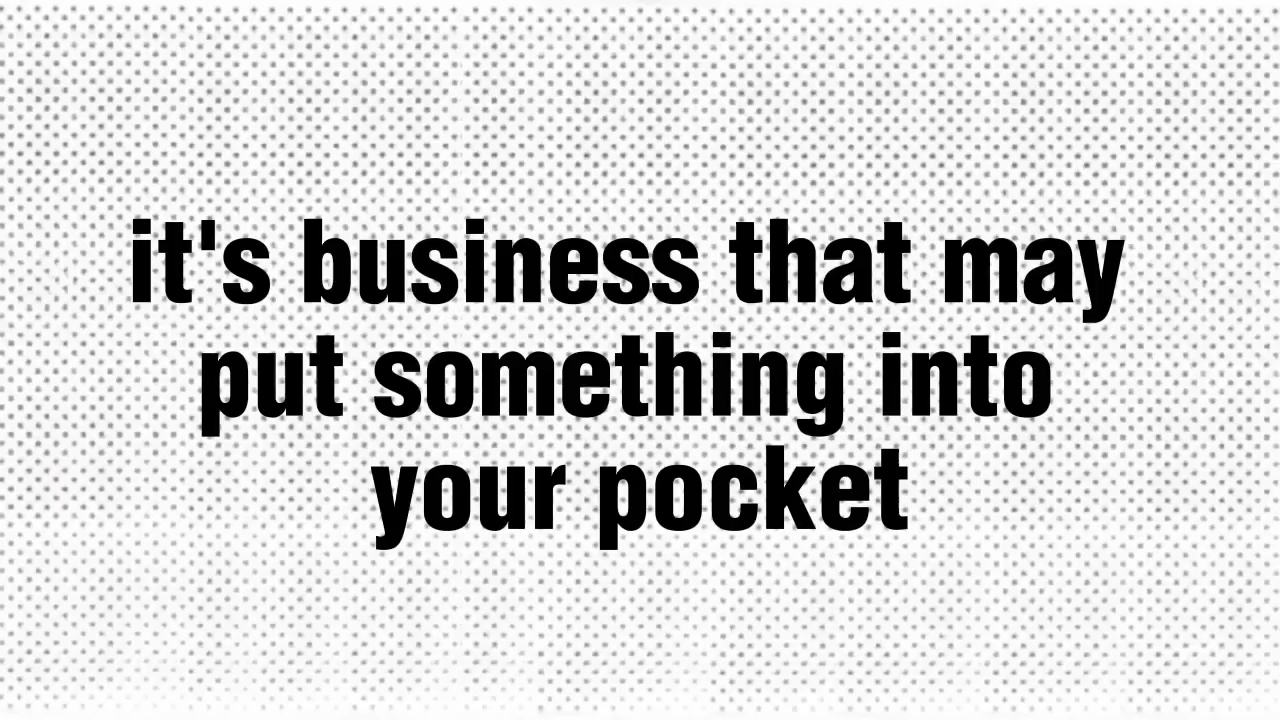 it's business that may
put something into
your pocket